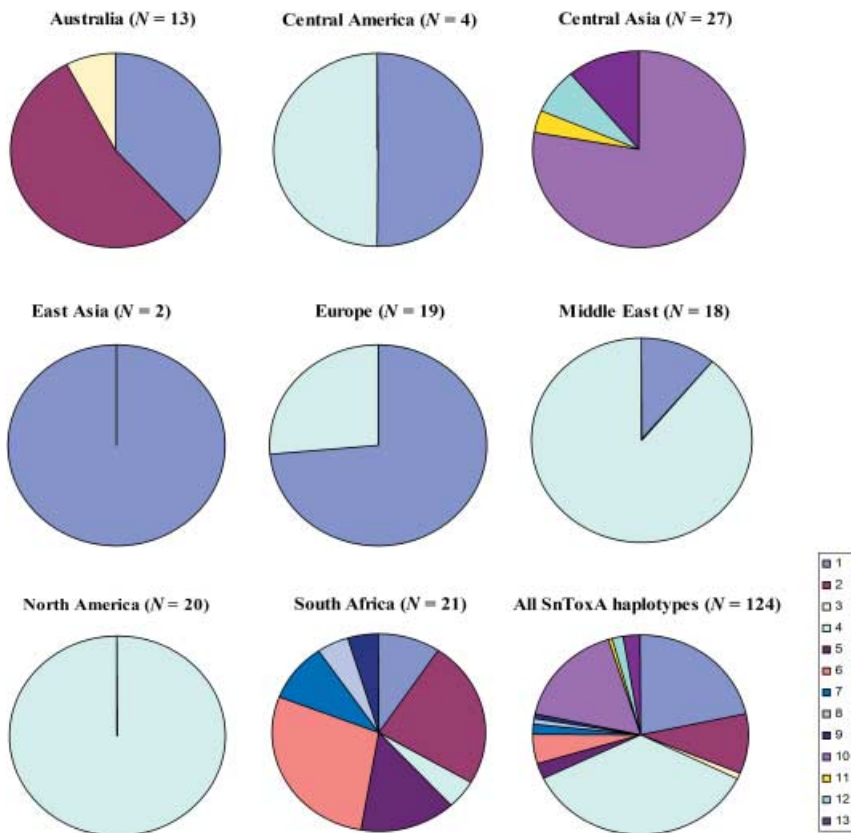 Australia (N = 13)
Central America (N = 4)
Central Asia (N = 27)
East Asia (N = 2)
Europe (N = 19)
Middle East (N = 18)
North America (N = 20)
South Africa (N = 21)
All SnToxA haplotypes (N = 124)
1
2
3
4
5
6
7
8
9
10
11
12
13